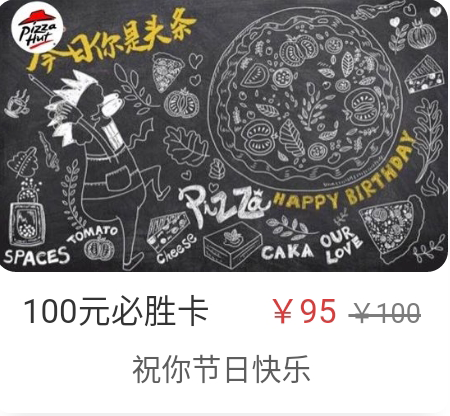 Pizza Hut
今日你是头条
PiZZa
HAPPY BIRTHDAY
SPACES
TOMATO
cheese
CAKA
OUR LOVE
100元必胜卡 ￥95 ￥100
祝你节日快乐